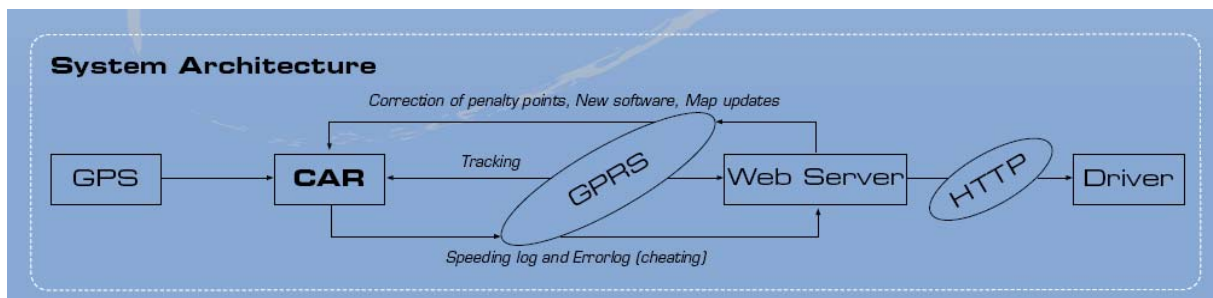 System Architecture
Correction of penalty points, New software, Map updates
GPS
CAR
Tracking
GPRS
Web Server
HTTP
Driver
Speeding log and Errorlog (cheating)